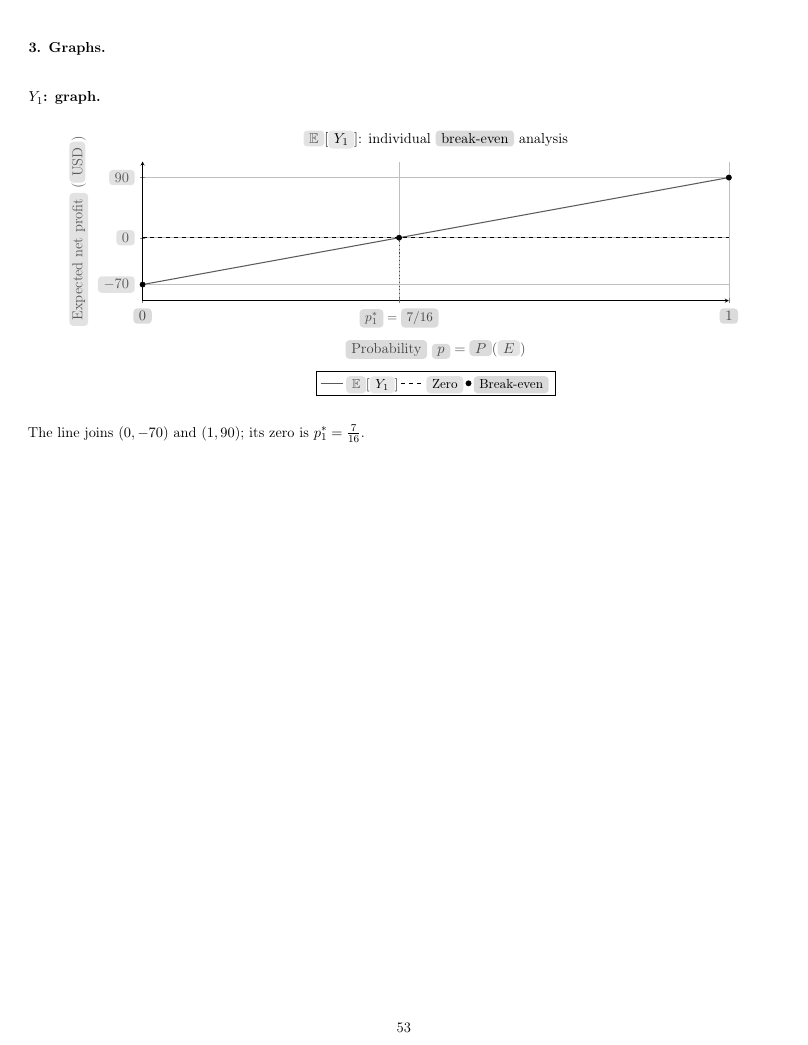 3. Graphs.
Y₁: graph.
𝔼[Y₁]: individual break-even analysis
Expected net profit (USD)
90
0
−70
0
p₁* = 7/16
1
Probability p = P(E)
𝔼[Y₁] Zero Break-even
The line joins (0, −70) and (1, 90); its zero is p₁* = 7/16.
53